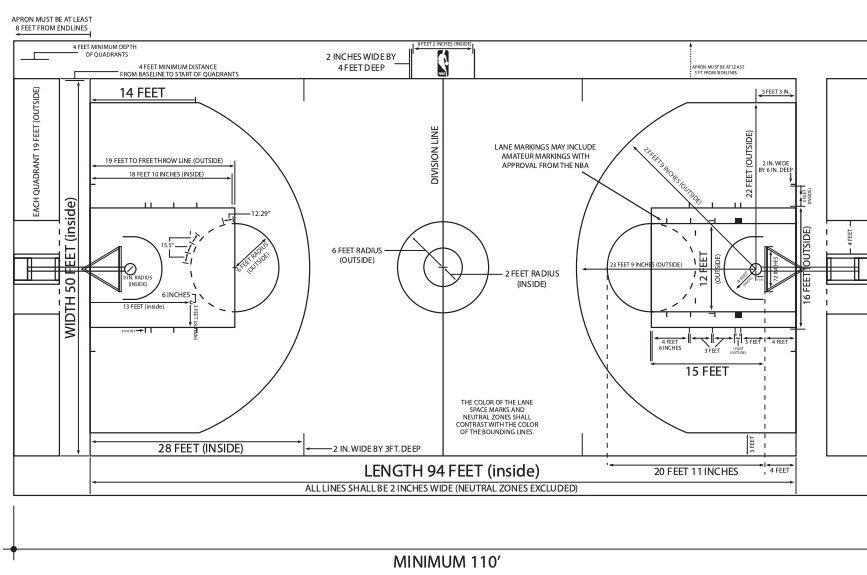 APRON MUST BE AT LEAST
8 FEET FROM ENDLINES
4 FEET MINIMUM DEPTH
OF QUADRANTS
4 FEET MINIMUM DISTANCE
FROM BASELINE TO START OF QUADRANTS
2 INCHES WIDE BY
4 FEET DEEP
8 FEET 2 INCHES (INSIDE)
APRON MUST BE AT LEAST
5 FT FROM SIDELINES
14 FEET
5 FEET 3 IN.
EACH QUADRANT 19 FEET (OUTSIDE)
WIDTH 50 FEET (inside)
19 FEET TO FREE THROW LINE (OUTSIDE)
18 FEET 10 INCHES (INSIDE)
DIVISION LINE
LANE MARKINGS MAY INCLUDE
AMATEUR MARKINGS WITH
APPROVAL FROM THE NBA
23 FEET 9 INCHES (OUTSIDE)
22 FEET (OUTSIDE)
2 IN. WIDE
BY 6 IN. DEEP
(INSIDE)
12.29"
15.5"
6 FEET RADIUS
(OUTSIDE)
6 FEET RADIUS
(OUTSIDE)
2 FEET RADIUS
(INSIDE)
9 IN. RADIUS
(INSIDE)
6 INCHES
13 FEET (inside)
23 FEET 9 INCHES (OUTSIDE)
12 FEET
(OUTSIDE)
4 FEET
72 INCHES
16 FEET (OUTSIDE)
4 FEET
4 FEET
6 INCHES
3 FEET
1 FOOT
(OUTSIDE)
3 FEET
4 FEET
15 FEET
THE COLOR OF THE LANE
SPACE MARKS AND
NEUTRAL ZONES SHALL
CONTRAST WITH THE COLOR
OF THE BOUNDING LINES.
28 FEET (INSIDE)
2 IN. WIDE BY 3FT. DEEP
3 FEET
LENGTH 94 FEET (inside)
20 FEET 11 INCHES
4 FEET
ALL LINES SHALL BE 2 INCHES WIDE (NEUTRAL ZONES EXCLUDED)
MINIMUM 110'